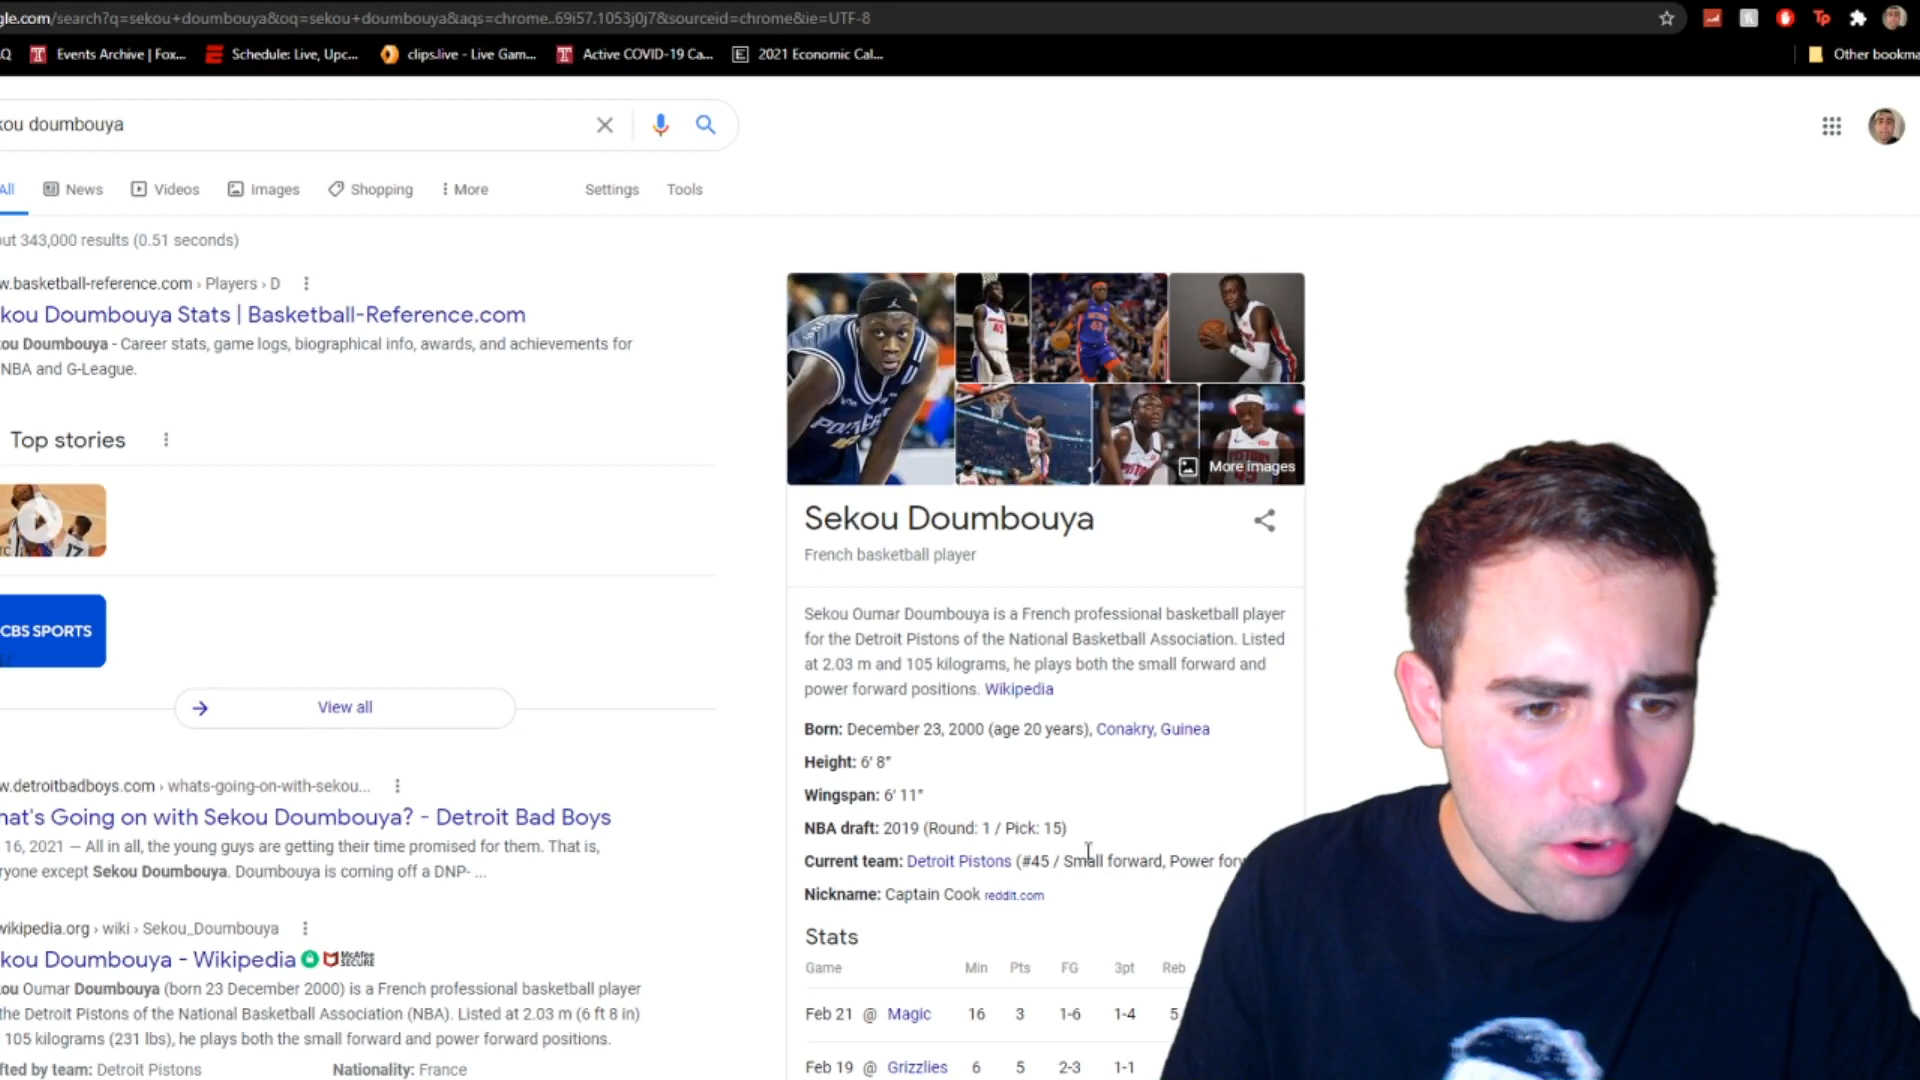 gle.com/search?q=sekou+doumbouya&oq=sekou+doumbouya&aqs=chrome..69i57.1053j0j7&sourceid=chrome&ie=UTF-8
Q Events Archive | Fox... Schedule: Live, Upc... clips.live - Live Gam... Active COVID-19 Ca... 2021 Economic Cal... Other bookma
kou doumbouya
All News Videos Images Shopping More Settings Tools
out 343,000 results (0.51 seconds)
w.basketball-reference.com › Players › D
kou Doumbouya Stats | Basketball-Reference.com
ou Doumbouya - Career stats, game logs, biographical info, awards, and achievements for
NBA and G-League.
Top stories
CBS SPORTS
View all
w.detroitbadboys.com › whats-going-on-with-sekou...
hat's Going on with Sekou Doumbouya? - Detroit Bad Boys
16, 2021 — All in all, the young guys are getting their time promised for them. That is,
ryone except Sekou Doumbouya. Doumbouya is coming off a DNP- ...
wikipedia.org › wiki › Sekou_Doumbouya
kou Doumbouya - Wikipedia McAfee SECURE
ou Oumar Doumbouya (born 23 December 2000) is a French professional basketball player
the Detroit Pistons of the National Basketball Association (NBA). Listed at 2.03 m (6 ft 8 in)
105 kilograms (231 lbs), he plays both the small forward and power forward positions.
fted by team: Detroit Pistons Nationality: France
More images
Sekou Doumbouya
French basketball player
Sekou Oumar Doumbouya is a French professional basketball player
for the Detroit Pistons of the National Basketball Association. Listed
at 2.03 m and 105 kilograms, he plays both the small forward and
power forward positions. Wikipedia
Born: December 23, 2000 (age 20 years), Conakry, Guinea
Height: 6′ 8″
Wingspan: 6′ 11″
NBA draft: 2019 (Round: 1 / Pick: 15)
Current team: Detroit Pistons (#45 / Small forward, Power forw
Nickname: Captain Cook reddit.com
Stats
Game Min Pts FG 3pt Reb
Feb 21 @ Magic 16 3 1-6 1-4 5
Feb 19 @ Grizzlies 6 5 2-3 1-1